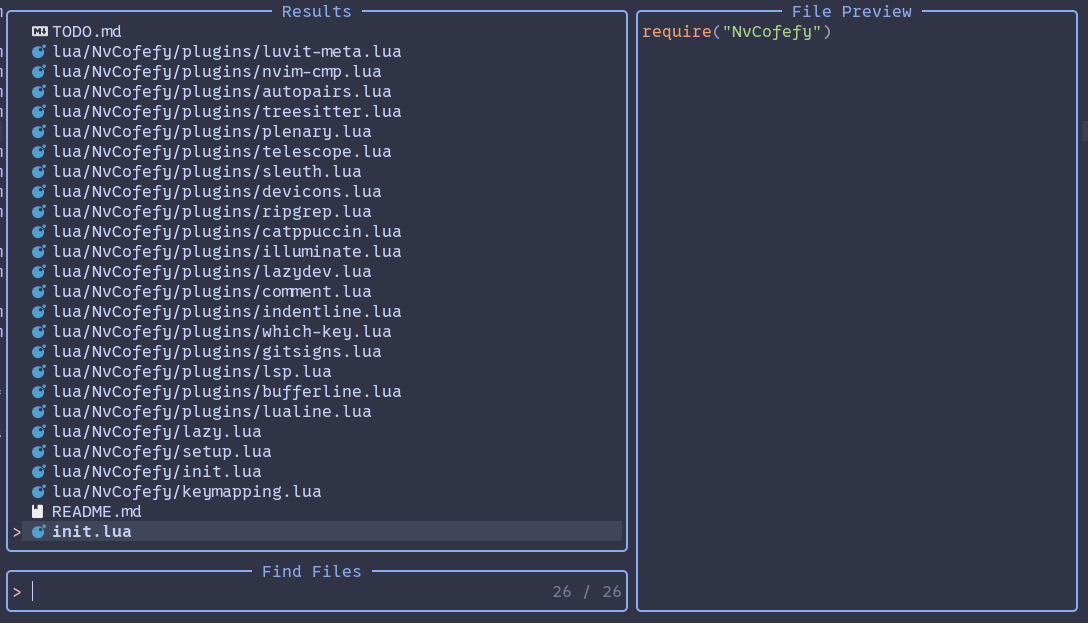 Results
TODO.md
lua/NvCofefy/plugins/luvit-meta.lua
lua/NvCofefy/plugins/nvim-cmp.lua
lua/NvCofefy/plugins/autopairs.lua
lua/NvCofefy/plugins/treesitter.lua
lua/NvCofefy/plugins/plenary.lua
lua/NvCofefy/plugins/telescope.lua
lua/NvCofefy/plugins/sleuth.lua
lua/NvCofefy/plugins/devicons.lua
lua/NvCofefy/plugins/ripgrep.lua
lua/NvCofefy/plugins/catppuccin.lua
lua/NvCofefy/plugins/illuminate.lua
lua/NvCofefy/plugins/lazydev.lua
lua/NvCofefy/plugins/comment.lua
lua/NvCofefy/plugins/indentline.lua
lua/NvCofefy/plugins/which-key.lua
lua/NvCofefy/plugins/gitsigns.lua
lua/NvCofefy/plugins/lsp.lua
lua/NvCofefy/plugins/bufferline.lua
lua/NvCofefy/plugins/lualine.lua
lua/NvCofefy/lazy.lua
lua/NvCofefy/setup.lua
lua/NvCofefy/init.lua
lua/NvCofefy/keymapping.lua
README.md
> init.lua
Find Files
> 26 / 26
File Preview
require("NvCofefy")